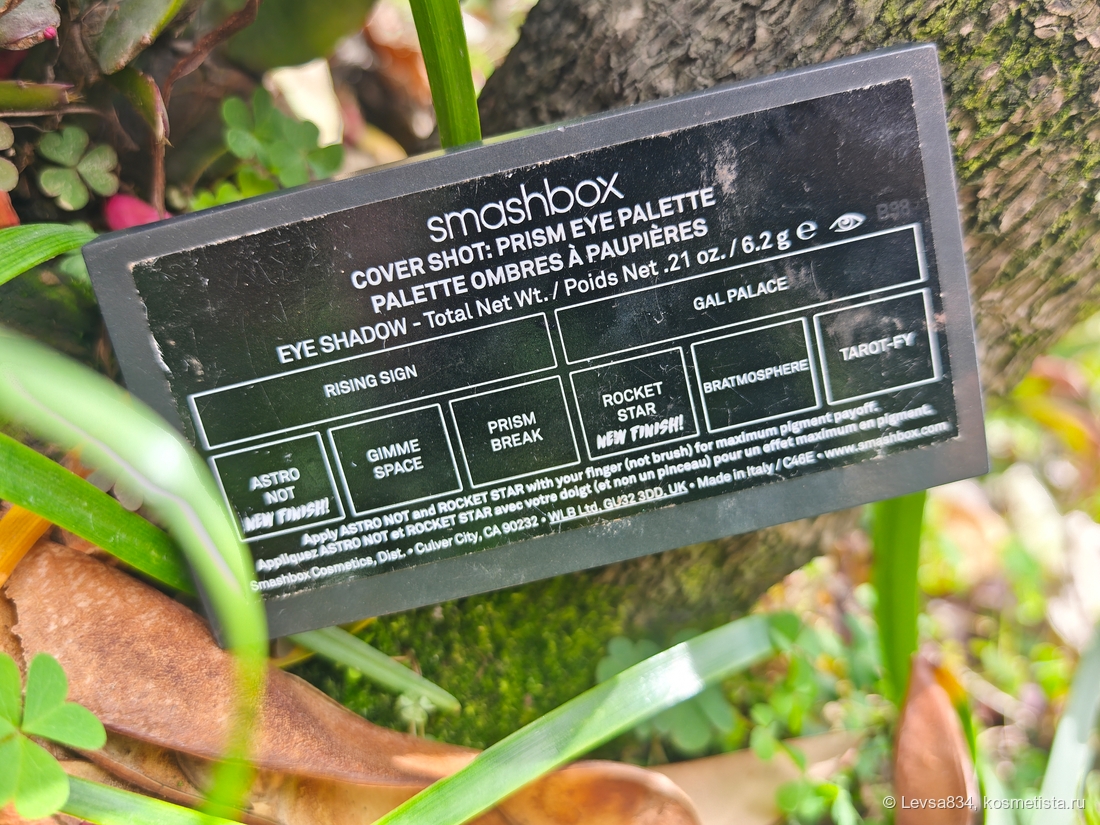 smashbox
COVER SHOT: PRISM EYE PALETTE
PALETTE OMBRES À PAUPIÈRES
EYE SHADOW - Total Net Wt. / Poids Net .21 oz. / 6.2 g e
B98
RISING SIGN
GAL PALACE
ASTRO
NOT
NEW FINISH!
GIMME
SPACE
PRISM
BREAK
ROCKET
STAR
NEW FINISH!
BRATMOSPHERE
TAROT-FY
Apply ASTRO NOT and ROCKET STAR with your finger (not brush) for maximum pigment payoff.
Appliquez ASTRO NOT et ROCKET STAR avec votre doigt (et non un pinceau) pour un effet maximum en pigment.
Smashbox Cosmetics, Dist. • Culver City, CA 90232 • WLB Ltd, GU32 3DD, UK • Made in Italy / C46E • www.smashbox.com
© Levsa834, kosmetista.ru